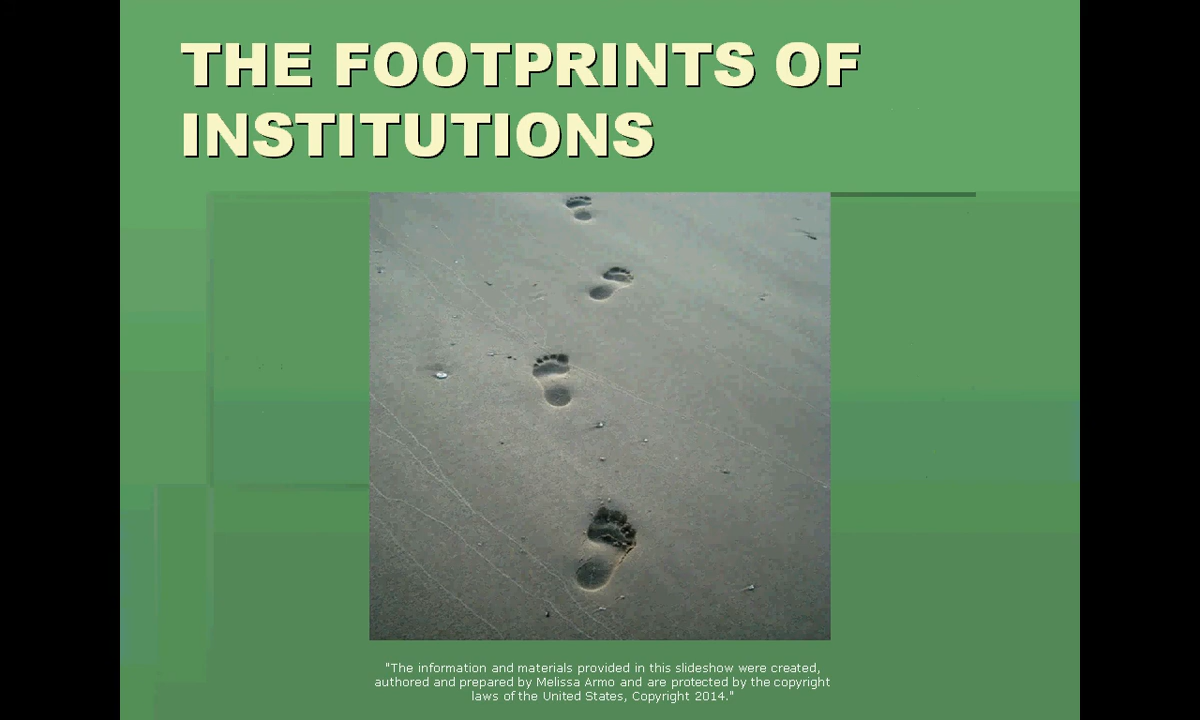 THE FOOTPRINTS OF
INSTITUTIONS
"The information and materials provided in this slideshow were created,
authored and prepared by Melissa Armo and are protected by the copyright
laws of the United States, Copyright 2014."